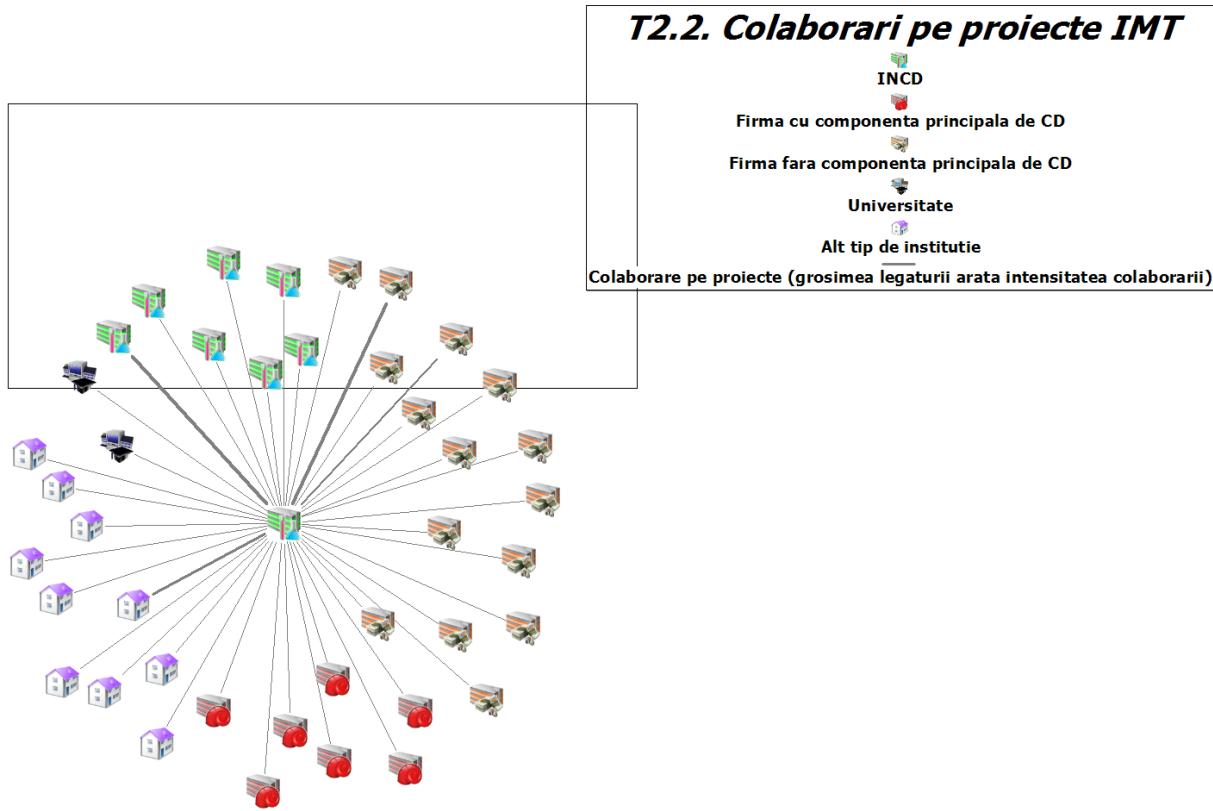 T2.2. Colaborari pe proiecte IMT
INCD
Firma cu componenta principala de CD
Firma fara componenta principala de CD
Universitate
Alt tip de institutie
Colaborare pe proiecte (grosimea legaturii arata intensitatea colaborarii)